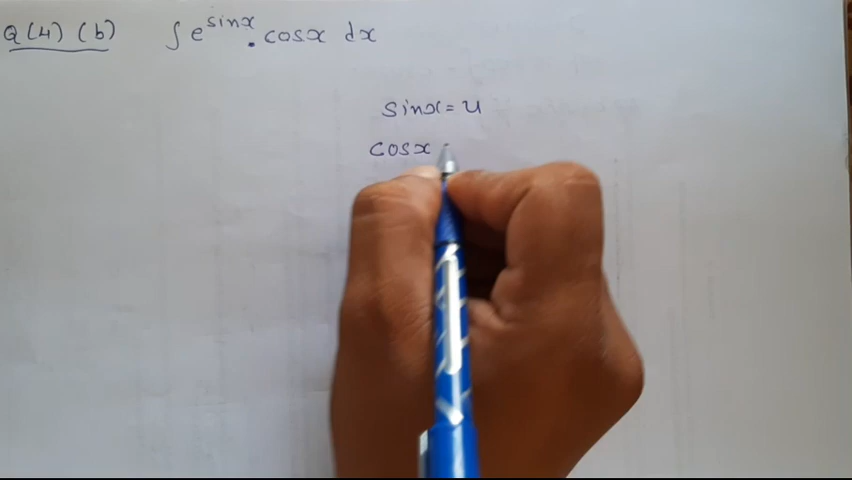 Q(4) (b) ∫e^sinx . cosx dx
sinx = u
cosx